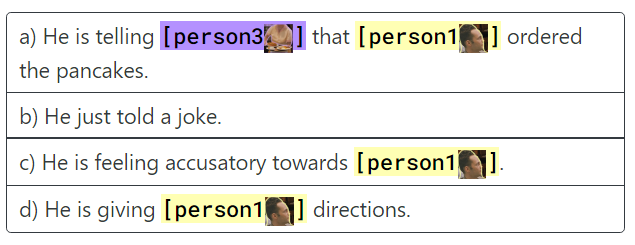 a) He is telling [person3] that [person1] ordered
the pancakes.
b) He just told a joke.
c) He is feeling accusatory towards [person1].
d) He is giving [person1] directions.